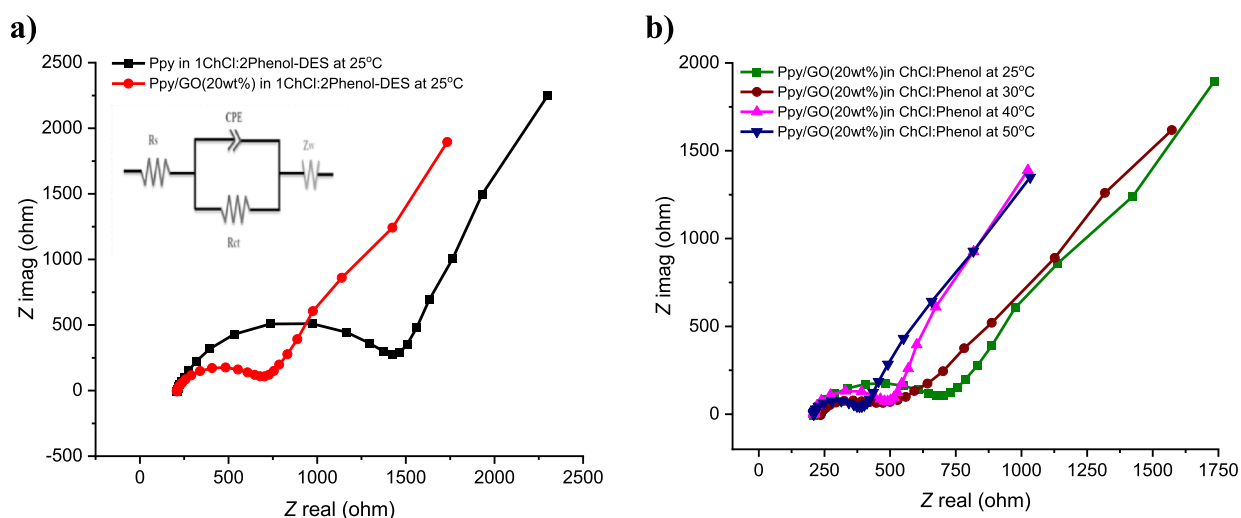 a)
Ppy in 1ChCl:2Phenol-DES at 25°C
Ppy/GO(20wt%) in 1ChCl:2Phenol-DES at 25°C
2500
2000
1500
1000
500
0
-500
Z imag (ohm)
Rs
CPE
Zw
Rct
0
500
1000
1500
2000
2500
Z real (ohm)
b)
Ppy/GO(20wt%)in ChCl:Phenol at 25°C
Ppy/GO(20wt%)in ChCl:Phenol at 30°C
Ppy/GO(20wt%)in ChCl:Phenol at 40°C
Ppy/GO(20wt%)in ChCl:Phenol at 50°C
2000
1500
1000
500
0
Z imag (ohm)
0
250
500
750
1000
1250
1500
1750
Z real (ohm)